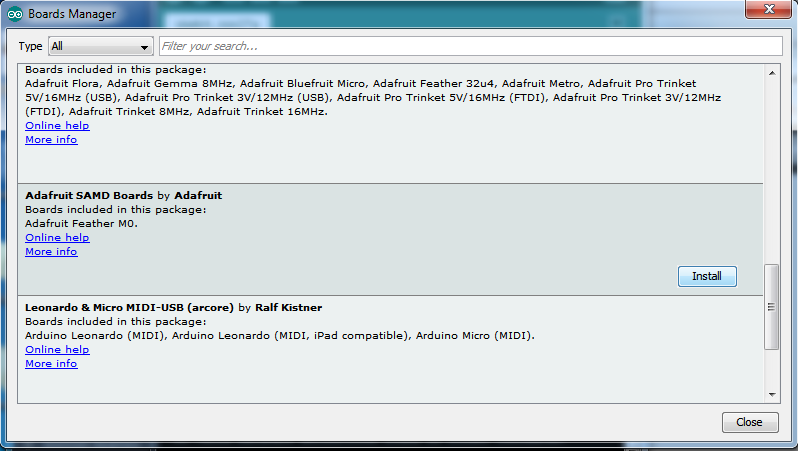 Boards Manager
Type All Filter your search...
Boards included in this package:
Adafruit Flora, Adafruit Gemma 8MHz, Adafruit Bluefruit Micro, Adafruit Feather 32u4, Adafruit Metro, Adafruit Pro Trinket
5V/16MHz (USB), Adafruit Pro Trinket 3V/12MHz (USB), Adafruit Pro Trinket 5V/16MHz (FTDI), Adafruit Pro Trinket 3V/12MHz
(FTDI), Adafruit Trinket 8MHz, Adafruit Trinket 16MHz.
Online help
More info
Adafruit SAMD Boards by Adafruit
Boards included in this package:
Adafruit Feather M0.
Online help
More info
Install
Leonardo & Micro MIDI-USB (arcore) by Ralf Kistner
Boards included in this package:
Arduino Leonardo (MIDI), Arduino Leonardo (MIDI, iPad compatible), Arduino Micro (MIDI).
Online help
More info
Close